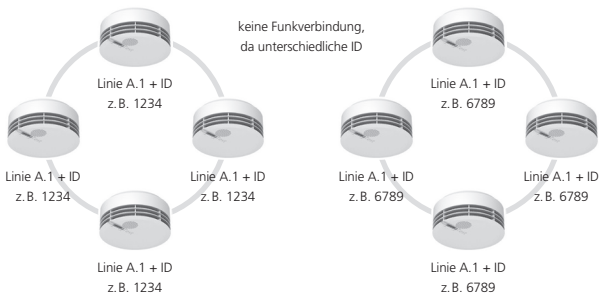 keine Funkverbindung,
da unterschiedliche ID
Linie A.1 + ID
z. B. 1234
Linie A.1 + ID
z. B. 6789
Linie A.1 + ID
z. B. 1234
Linie A.1 + ID
z. B. 1234
Linie A.1 + ID
z. B. 6789
Linie A.1 + ID
z. B. 6789
Linie A.1 + ID
z. B. 1234
Linie A.1 + ID
z. B. 6789